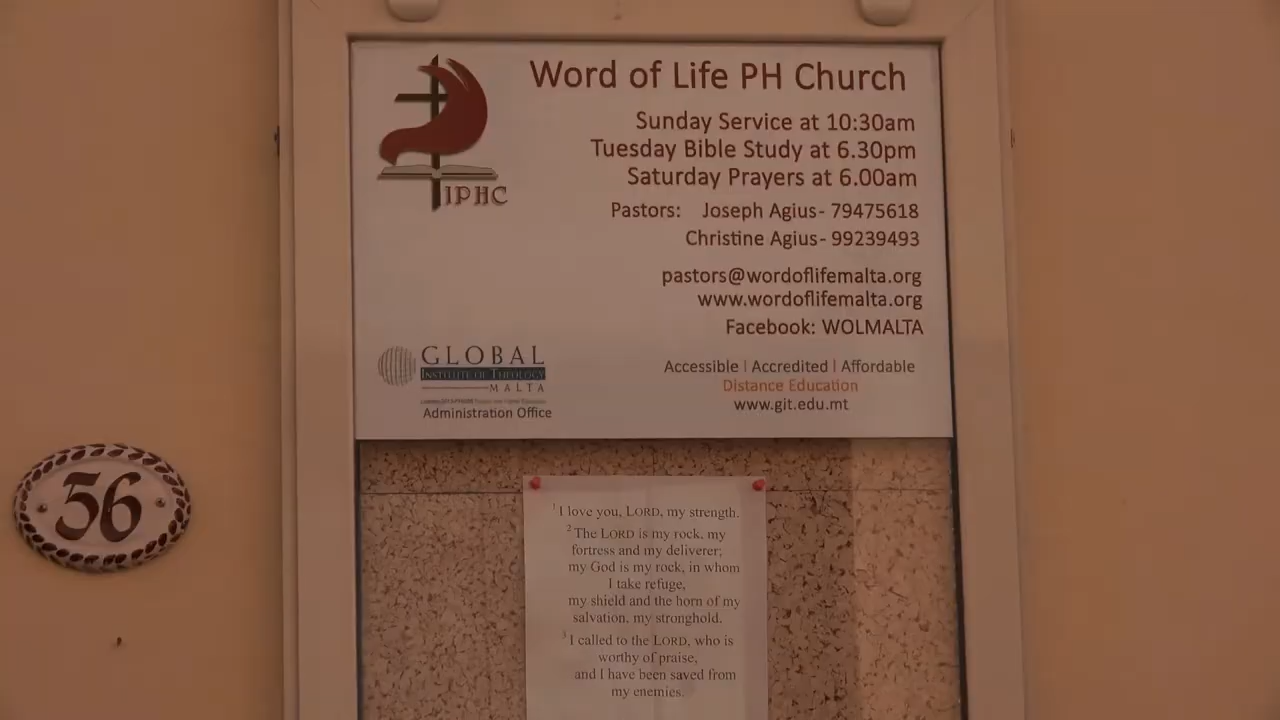 Word of Life PH Church
Sunday Service at 10:30am
Tuesday Bible Study at 6.30pm
Saturday Prayers at 6.00am
IPHC
Pastors: Joseph Agius- 79475618
Christine Agius- 99239493
pastors@wordoflifemalta.org
www.wordoflifemalta.org
Facebook: WOLMALTA
GLOBAL
INSTITUTE OF THEOLOGY
MALTA
Administration Office
Accessible | Accredited | Affordable
Distance Education
www.git.edu.mt
56
1 I love you, LORD, my strength.
2 The LORD is my rock, my
fortress and my deliverer;
my God is my rock, in whom
I take refuge,
my shield and the horn of my
salvation, my stronghold.
3 I called to the LORD, who is
worthy of praise,
and I have been saved from
my enemies.